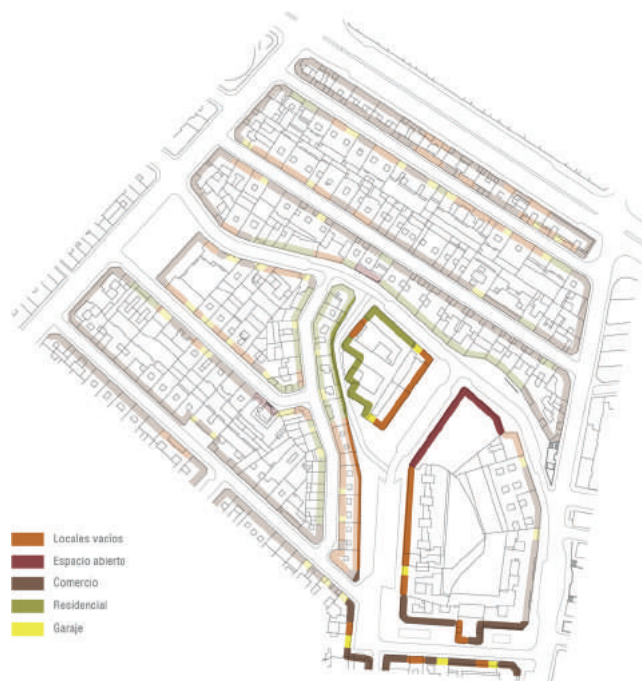 Locales vacíos
Espacio abierto
Comercio
Residencial
Garaje